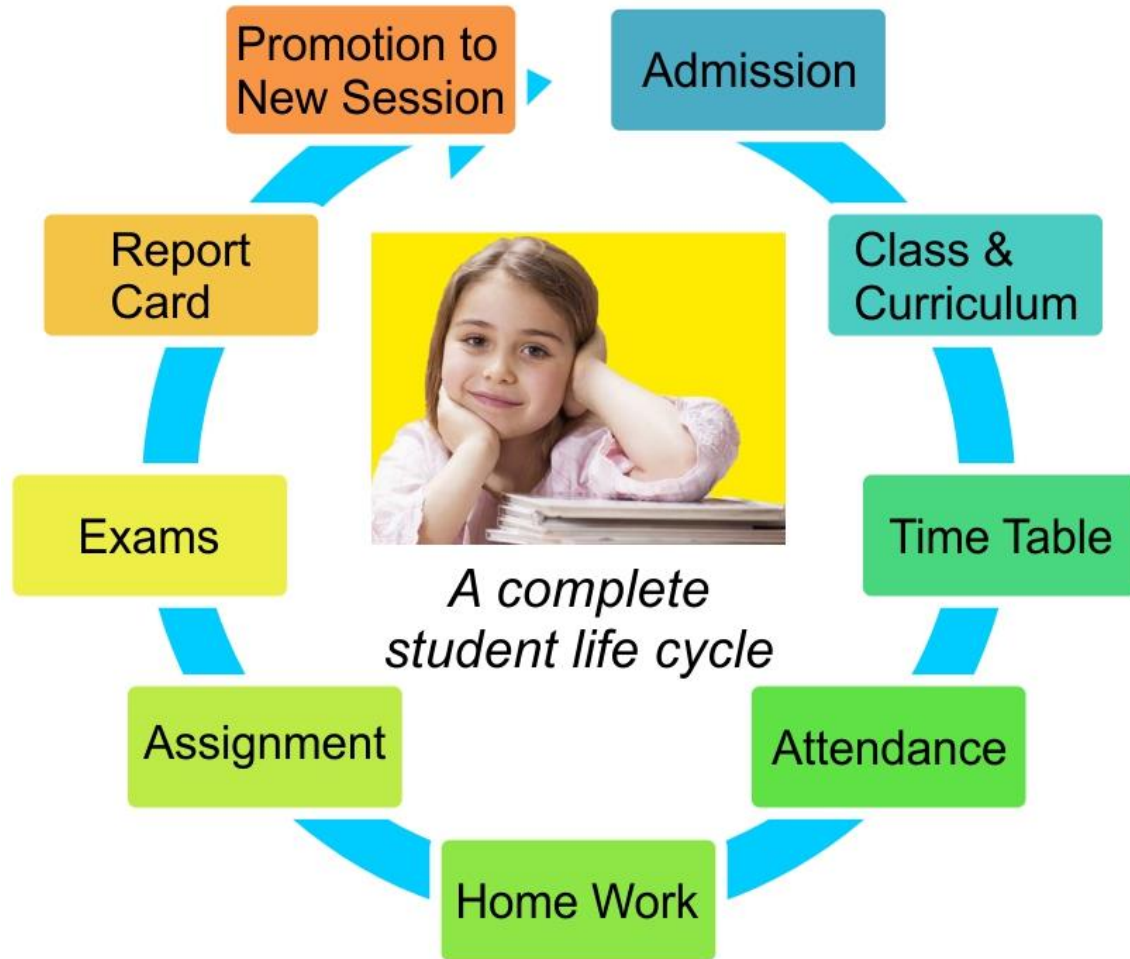 Promotion to
New Session
Admission
Class &
Curriculum
Time Table
Attendance
Home Work
Assignment
Exams
Report
Card
A complete
student life cycle